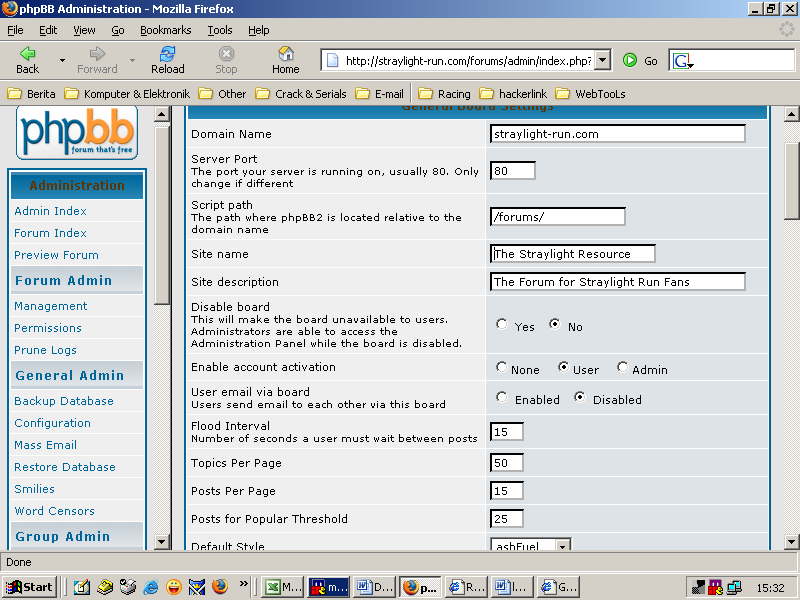 phpBB Administration - Mozilla Firefox
File Edit View Go Bookmarks Tools Help
Back Forward Reload Stop Home http://straylight-run.com/forums/admin/index.php? Go G
Berita Komputer & Elektronik Other Crack & Serials E-mail Racing hackerlink WebTooLs
phpbb
forum that's free
Administration
Admin Index
Forum Index
Preview Forum
Forum Admin
Management
Permissions
Prune Logs
General Admin
Backup Database
Configuration
Mass Email
Restore Database
Smilies
Word Censors
Group Admin
General Board Settings
Domain Name straylight-run.com
Server Port
The port your server is running on, usually 80. Only
change if different
80
Script path
The path where phpBB2 is located relative to the
domain name
/forums/
Site name The Straylight Resource
Site description The Forum for Straylight Run Fans
Disable board
This will make the board unavailable to users.
Administrators are able to access the
Administration Panel while the board is disabled.
Yes No
Enable account activation None User Admin
User email via board
Users send email to each other via this board
Enabled Disabled
Flood Interval
Number of seconds a user must wait between posts
15
Topics Per Page 50
Posts Per Page 15
Posts for Popular Threshold 25
Default Style ashFuel
Done
Start » M... m... D... p... R... I... G... 15:32